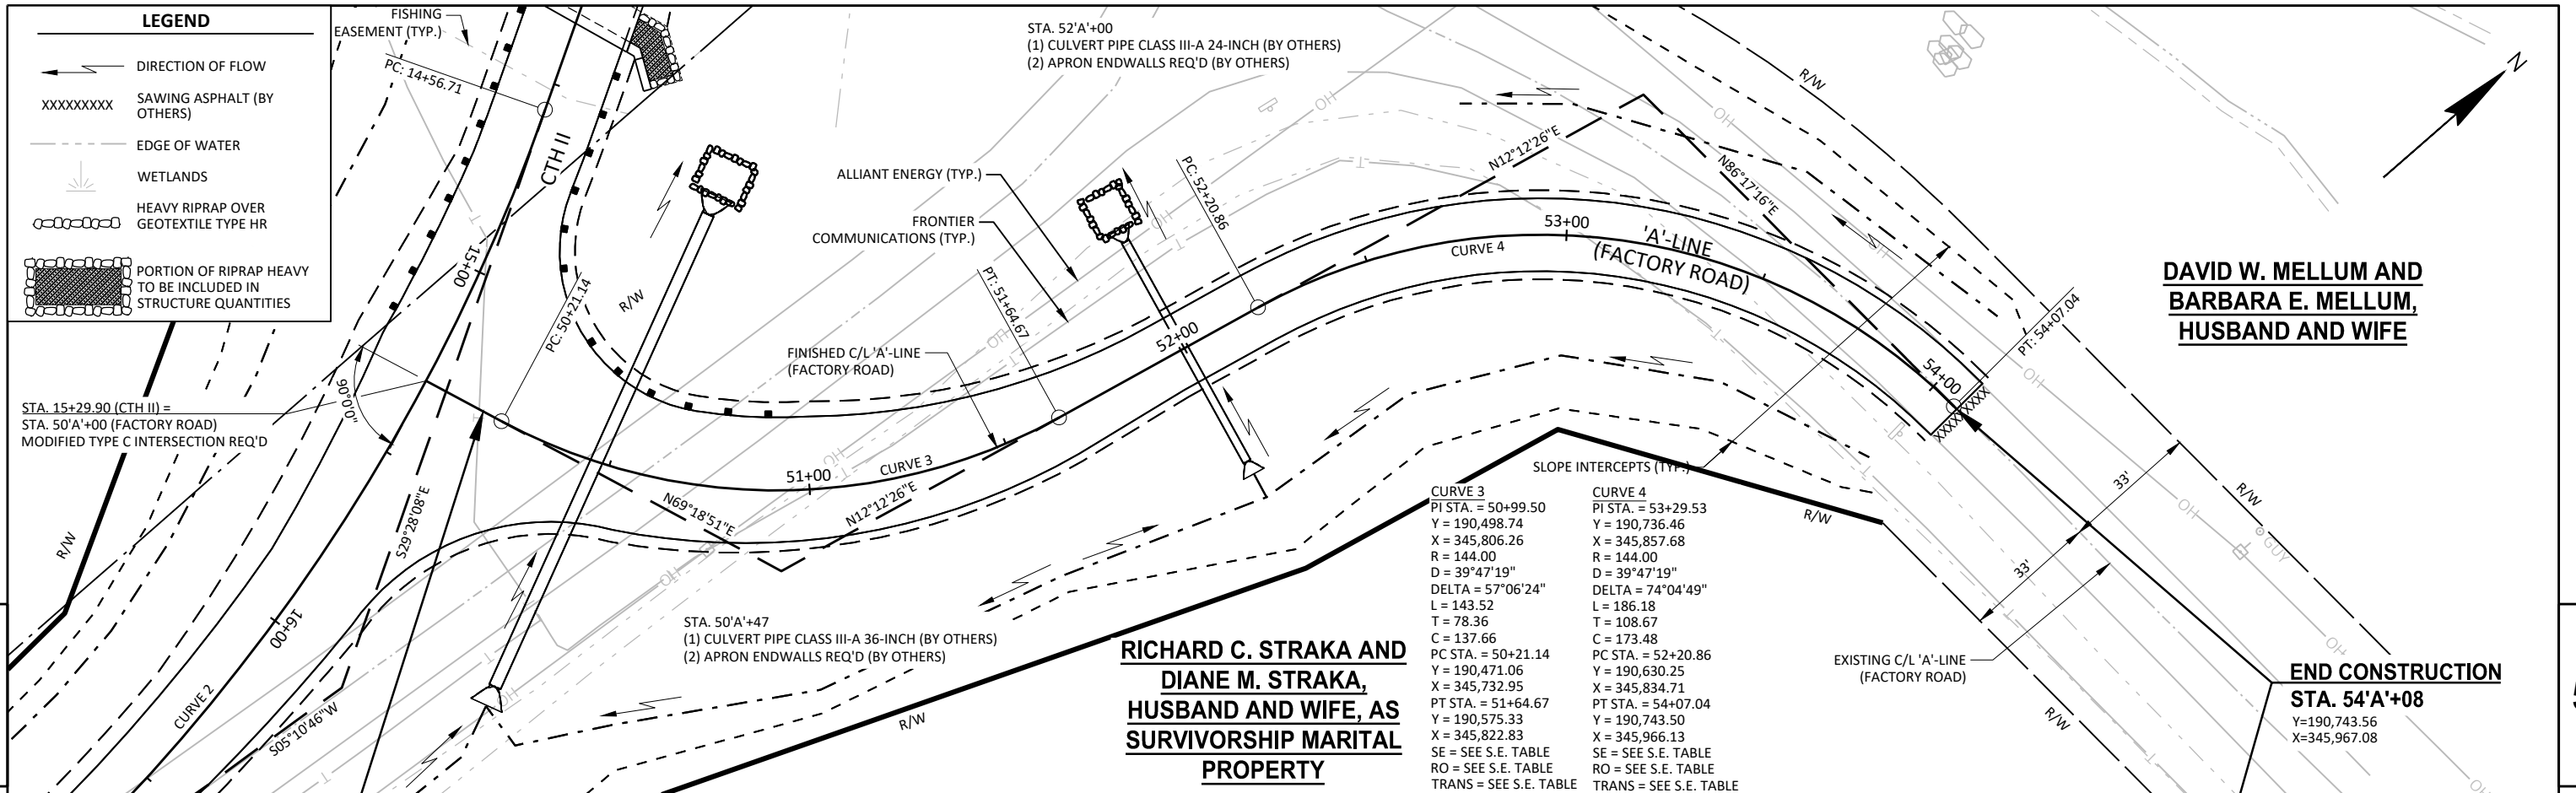 LEGEND
DIRECTION OF FLOW
XXXXXXXXX
SAWING ASPHALT (BY
OTHERS)
EDGE OF WATER
WETLANDS
HEAVY RIPRAP OVER
GEOTEXTILE TYPE HR
PORTION OF RIPRAP HEAVY
TO BE INCLUDED IN
STRUCTURE QUANTITIES
FISHING
EASEMENT (TYP.)
PC: 14+56.71
CTH II
15+00
PC: 50+21.14
R/W
90°0'0"
STA. 15+29.90 (CTH II) =
STA. 50'A'+00 (FACTORY ROAD)
MODIFIED TYPE C INTERSECTION REQ'D
R/W
S29°28'08"E
16+00
CURVE 2
S05°10'46"W
STA. 52'A'+00
(1) CULVERT PIPE CLASS III-A 24-INCH (BY OTHERS)
(2) APRON ENDWALLS REQ'D (BY OTHERS)
ALLIANT ENERGY (TYP.)
FRONTIER
COMMUNICATIONS (TYP.)
PT: 51+64.67
PC: 52+20.86
FINISHED C/L 'A'-LINE
(FACTORY ROAD)
52+00
51+00
CURVE 3
N69°18'51"E
N12°12'26"E
STA. 50'A'+47
(1) CULVERT PIPE CLASS III-A 36-INCH (BY OTHERS)
(2) APRON ENDWALLS REQ'D (BY OTHERS)
N12°12'26"E
N86°17'16"E
R/W
CURVE 4
53+00
'A'-LINE
(FACTORY ROAD)
54+00
PT: 54+07.04
XXXXXXXX
N
DAVID W. MELLUM AND
BARBARA E. MELLUM,
HUSBAND AND WIFE
SLOPE INTERCEPTS (TYP.)
R/W
RICHARD C. STRAKA AND
DIANE M. STRAKA,
HUSBAND AND WIFE, AS
SURVIVORSHIP MARITAL
PROPERTY
R/W
CURVE 3
PI STA. = 50+99.50
Y = 190,498.74
X = 345,806.26
R = 144.00
D = 39°47'19"
DELTA = 57°06'24"
L = 143.52
T = 78.36
C = 137.66
PC STA. = 50+21.14
Y = 190,471.06
X = 345,732.95
PT STA. = 51+64.67
Y = 190,575.33
X = 345,822.83
SE = SEE S.E. TABLE
RO = SEE S.E. TABLE
TRANS = SEE S.E. TABLE
CURVE 4
PI STA. = 53+29.53
Y = 190,736.46
X = 345,857.68
R = 144.00
D = 39°47'19"
DELTA = 74°04'49"
L = 186.18
T = 108.67
C = 173.48
PC STA. = 52+20.86
Y = 190,630.25
X = 345,834.71
PT STA. = 54+07.04
Y = 190,743.50
X = 345,966.13
SE = SEE S.E. TABLE
RO = SEE S.E. TABLE
TRANS = SEE S.E. TABLE
33'
33'
R/W
GUY
EXISTING C/L 'A'-LINE
(FACTORY ROAD)
R/W
END CONSTRUCTION
STA. 54'A'+08
Y=190,743.56
X=345,967.08
OH
OH
OH
OH
OH
OH
OH
OH
OH
OH
OH
OH